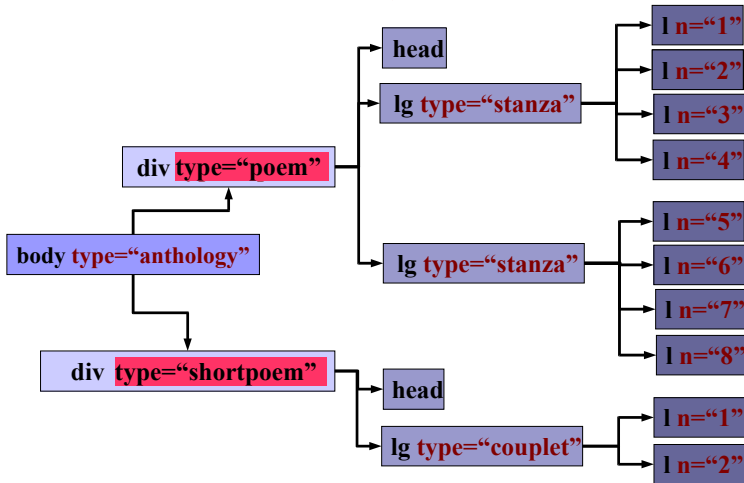 head
lg type=“stanza”
l n=“1”
l n=“2”
l n=“3”
l n=“4”
div type=“poem”
body type=“anthology”
lg type=“stanza”
l n=“5”
l n=“6”
l n=“7”
l n=“8”
div type=“shortpoem”
head
lg type=“couplet”
l n=“1”
l n=“2”